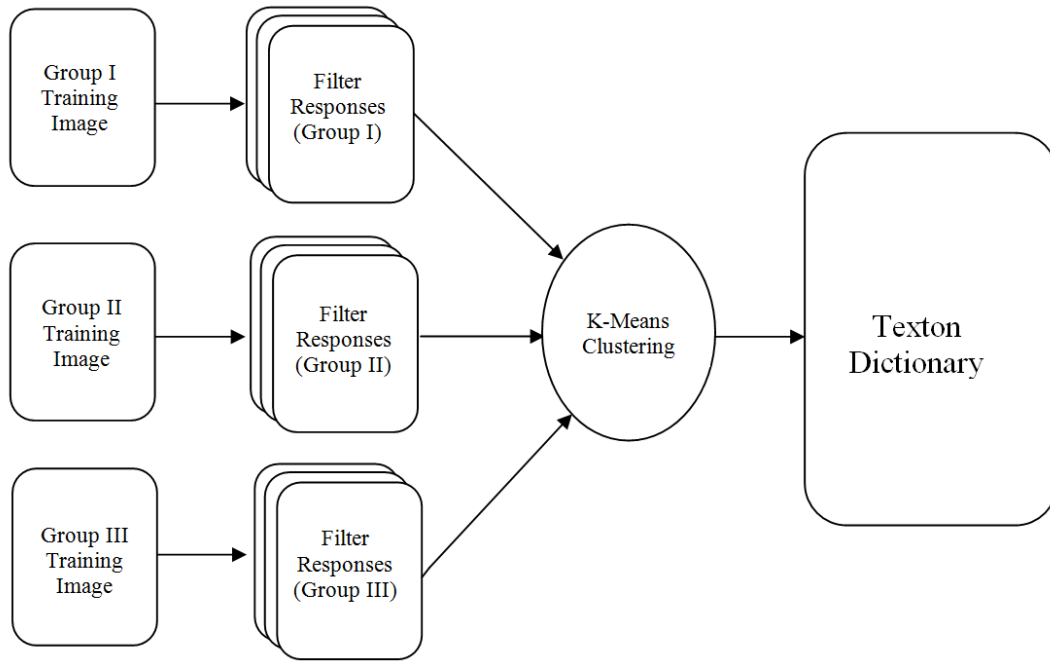 Group I
Training
Image
Filter
Responses
(Group I)
Group II
Training
Image
Filter
Responses
(Group II)
Group III
Training
Image
Filter
Responses
(Group III)
K-Means
Clustering
Texton
Dictionary